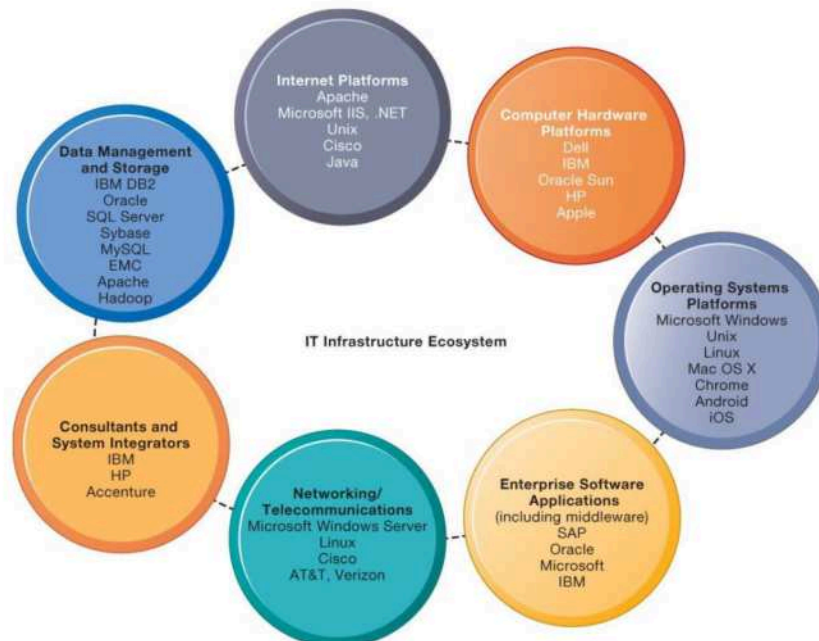 Internet Platforms
Apache
Microsoft IIS, .NET
Unix
Cisco
Java
Computer Hardware
Platforms
Dell
IBM
Oracle Sun
HP
Apple
Operating Systems
Platforms
Microsoft Windows
Unix
Linux
Mac OS X
Chrome
Android
iOS
Enterprise Software
Applications
(including middleware)
SAP
Oracle
Microsoft
IBM
Networking/
Telecommunications
Microsoft Windows Server
Linux
Cisco
AT&T, Verizon
Consultants and
System Integrators
IBM
HP
Accenture
Data Management
and Storage
IBM DB2
Oracle
SQL Server
Sybase
MySQL
EMC
Apache
Hadoop
IT Infrastructure Ecosystem